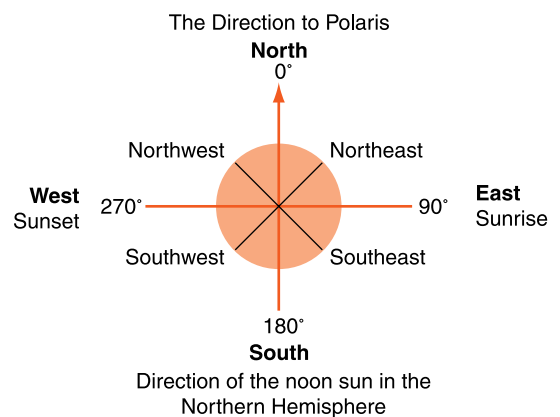 The Direction to Polaris
North
0°
Northwest
Northeast
West
Sunset
270°
90°
East
Sunrise
Southwest
Southeast
180°
South
Direction of the noon sun in the
Northern Hemisphere